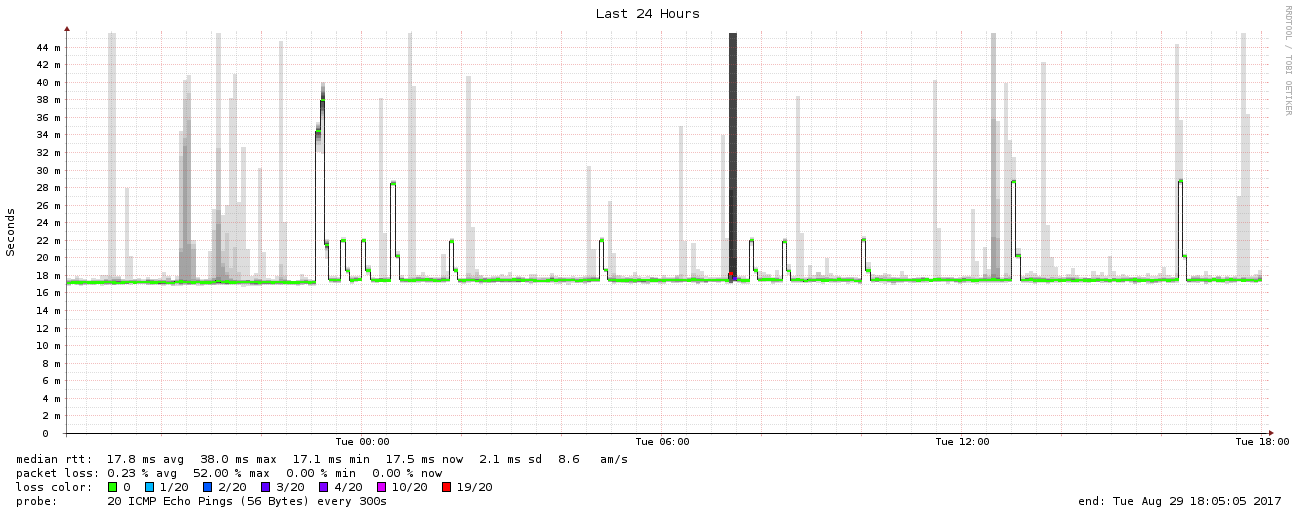 Last 24 Hours
RRDTOOL / TOBI OETIKER
Seconds
44 m
42 m
40 m
38 m
36 m
34 m
32 m
30 m
28 m
26 m
24 m
22 m
20 m
18 m
16 m
14 m
12 m
10 m
8 m
6 m
4 m
2 m
0
Tue 00:00 Tue 06:00 Tue 12:00 Tue 18:00
median rtt: 17.8 ms avg 38.0 ms max 17.1 ms min 17.5 ms now 2.1 ms sd 8.6 am/s
packet loss: 0.23 % avg 52.00 % max 0.00 % min 0.00 % now
loss color: 0 1/20 2/20 3/20 4/20 10/20 19/20
probe: 20 ICMP Echo Pings (56 Bytes) every 300s end: Tue Aug 29 18:05:05 2017